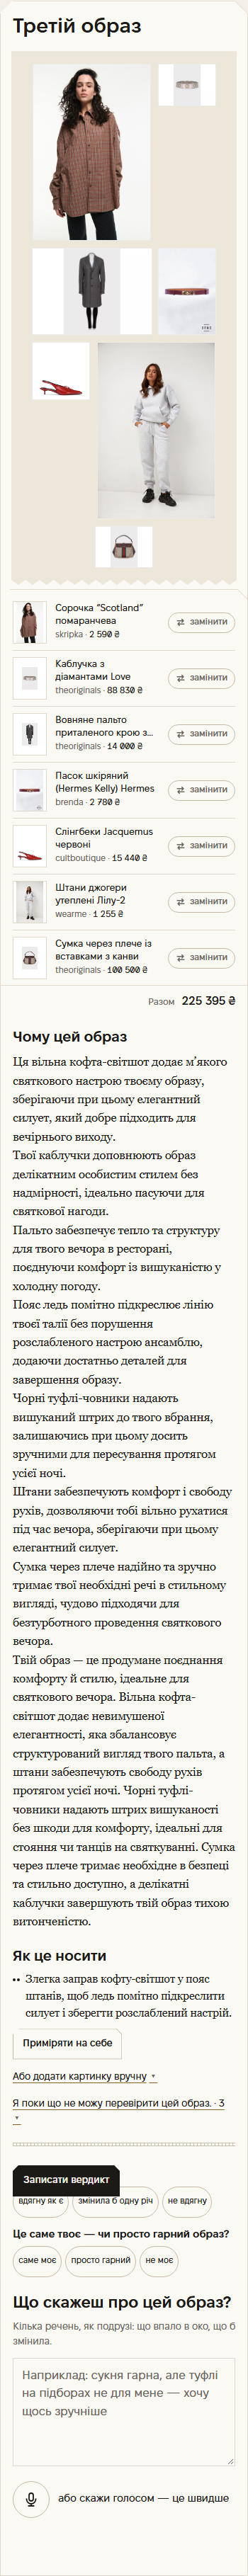 Третій образ
Сорочка "Scotland"
помаранчева
skripka · 2 590 ₴
замінити
Каблучка з
діамантами Love
theoriginals · 88 830 ₴
замінити
Вовняне пальто
приталеного крою з...
theoriginals · 14 000 ₴
замінити
Пасок шкіряний
(Hermes Kelly) Hermes
brenda · 2 780 ₴
замінити
Слінгбеки Jacquemus
червоні
cultboutique · 15 440 ₴
замінити
Штани джогери
утеплені Лілу-2
wearme · 1 255 ₴
замінити
Сумка через плече із
вставками з канви
theoriginals · 100 500 ₴
замінити
Разом 225 395 ₴
Чому цей образ
Ця вільна кофта-світшот додає м'якого
святкового настрою твоєму образу,
зберігаючи при цьому елегантний
силует, який добре підходить для
вечірнього виходу.
Твої каблучки доповнюють образ
делікатним особистим стилем без
надмірності, ідеально пасуючи для
святкової нагоди.
Пальто забезпечує тепло та структуру
для твого вечора в ресторані,
поєднуючи комфорт із вишуканістю у
холодну погоду.
Пояс ледь помітно підкреслює лінію
твоєї талії без порушення
розслабленого настрою ансамблю,
додаючи достатньо деталей для
завершення образу.
Чорні туфлі-човники надають
вишуканий штрих до твого вбрання,
залишаючись при цьому досить
зручними для пересування протягом
усієї ночі.
Штани забезпечують комфорт і свободу
рухів, дозволяючи тобі вільно рухатися
під час вечора, зберігаючи при цьому
елегантний силует.
Сумка через плече надійно та зручно
тримає твої необхідні речі в стильному
вигляді, чудово підходячи для
безтурботного проведення святкового
вечора.
Твій образ — це продумане поєднання
комфорту й стилю, ідеальне для
святкового вечора. Вільна кофта-
світшот додає невимушеної
елегантності, яка збалансовує
структурований вигляд твого пальта, а
штани забезпечують свободу рухів
протягом усієї ночі. Чорні туфлі-
човники надають штрих вишуканості
без шкоди для комфорту, ідеальні для
стояння чи танців на святкуванні. Сумка
через плече тримає необхідне в безпеці
та стильно доступно, а делікатні
каблучки завершують твій образ тихою
витонченістю.
Як це носити
•• Злегка заправ кофту-світшот у пояс
штанів, щоб ледь помітно підкреслити
силует і зберегти розслаблений настрій.
Приміряти на себе
Або додати картинку вручну
Я поки що не можу перевірити цей образ. · 3
Записати вердикт
вдягну як є
змінила б одну річ
не вдягну
Це саме твоє — чи просто гарний образ?
саме моє
просто гарний
не моє
Що скажеш про цей образ?
Кілька речень, як подрузі: що впало в око, що б
змінила.
Наприклад: сукня гарна, але туфлі
на підборах не для мене — хочу
щось зручніше
або скажи голосом — це швидше